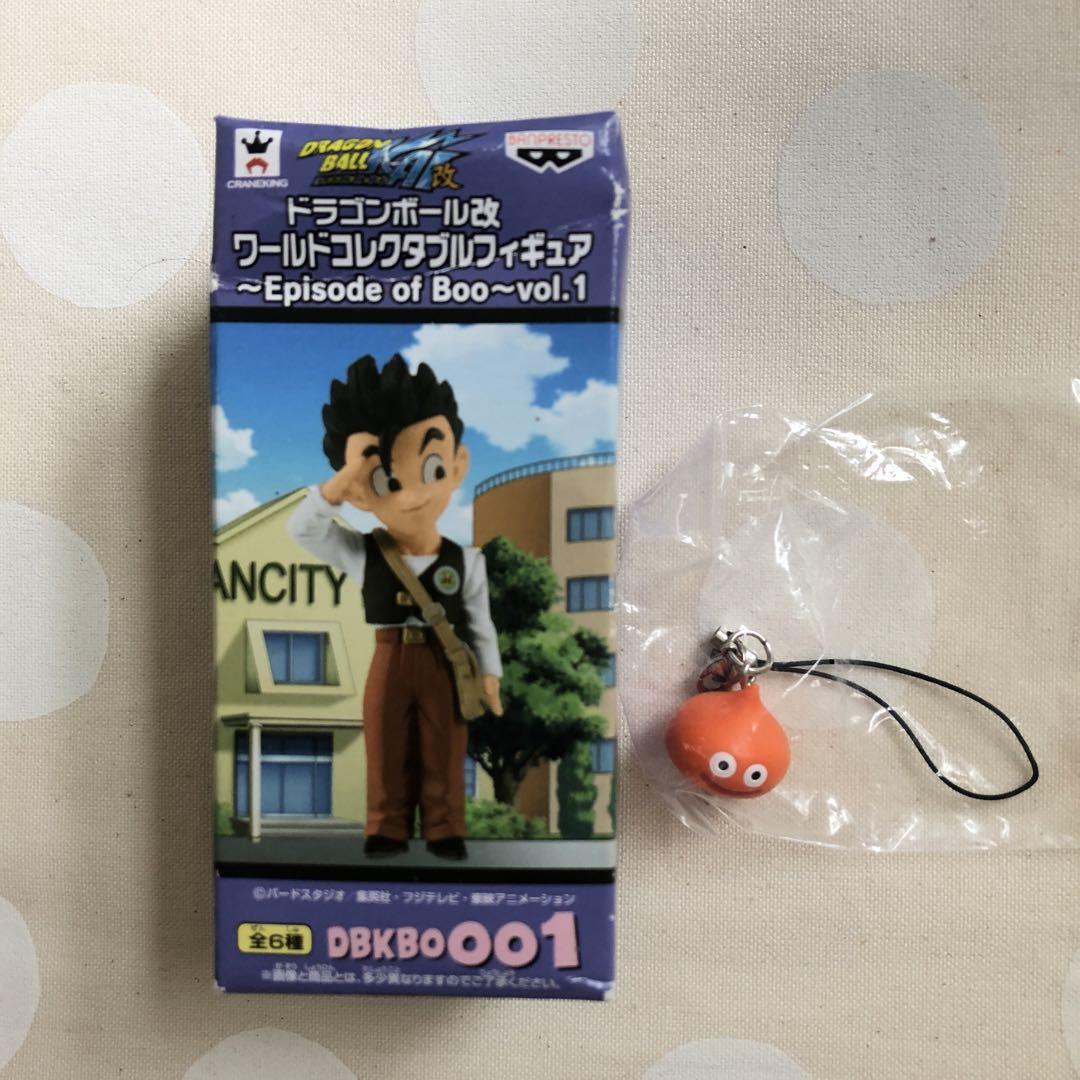 CRANEKING
DRAGON
BALL
KAI 改
BANPRESTO
ドラゴンボール改
ワールドコレクタブルフィギュア
～Episode of Boo～vol.1
ANCITY
©バードスタジオ/集英社・フジテレビ・東映アニメーション
全6種
DBKBO001
※画像と商品とは、多少異なりますのでご了承ください。